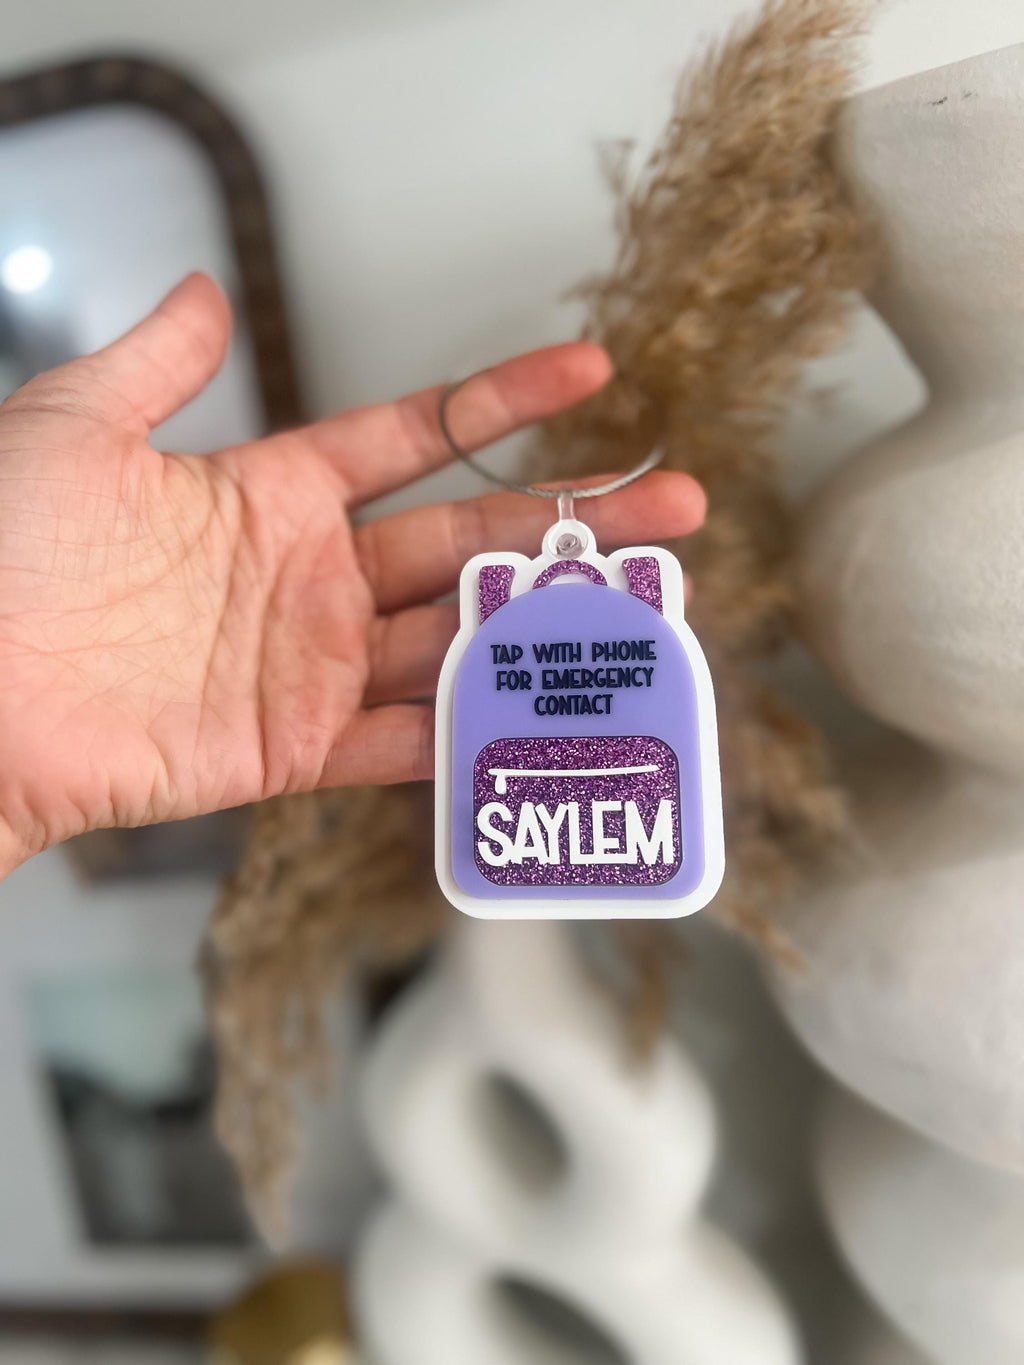 TAP WITH PHONE
FOR EMERGENCY
CONTACT
SAYLEM